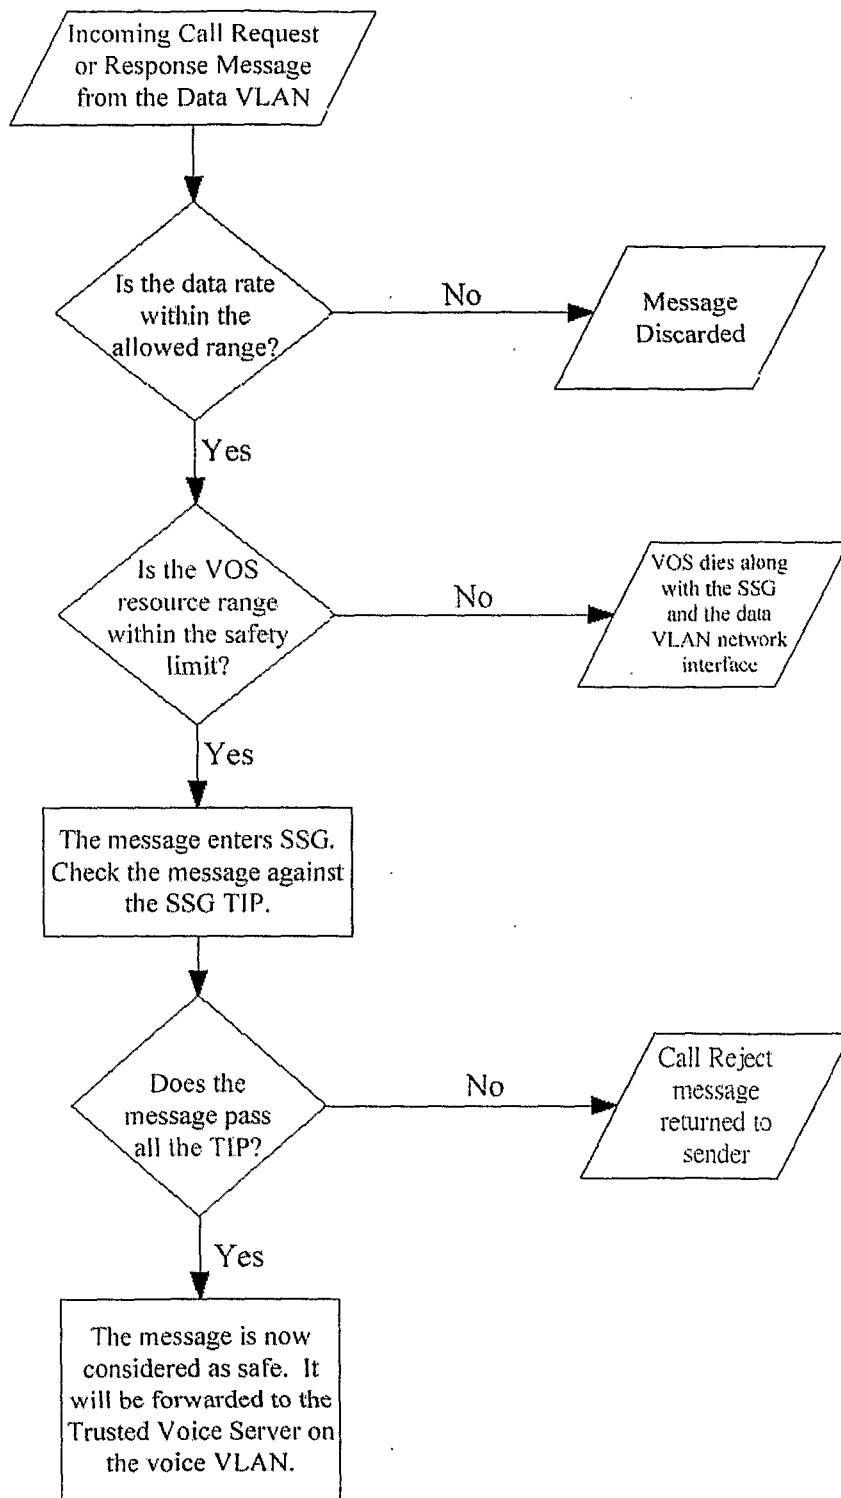 Incoming Call Request
or Response Message
from the Data VLAN
Is the data rate
within the
allowed range?
No
Message
Discarded
Yes
Is the VOS
resource range
within the safety
limit?
No
VOS dies along
with the SSG
and the data
VLAN network
interface
Yes
The message enters SSG.
Check the message against
the SSG TIP.
Does the
message pass
all the TIP?
No
Call Reject
message
returned to
sender
Yes
The message is now
considered as safe. It
will be forwarded to the
Trusted Voice Server on
the voice VLAN.